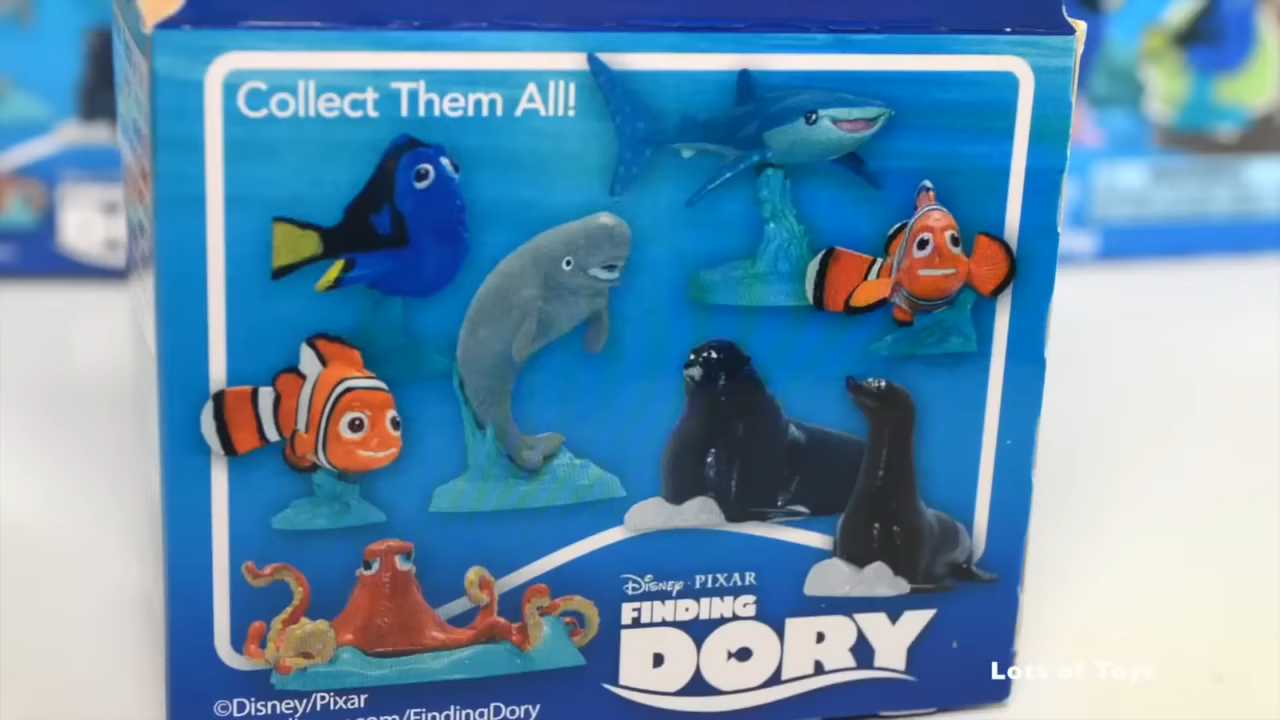 Collect Them All!
Disney·PIXAR
FINDING
DORY
©Disney/Pixar
.com/FindingDory
Lots of Toys